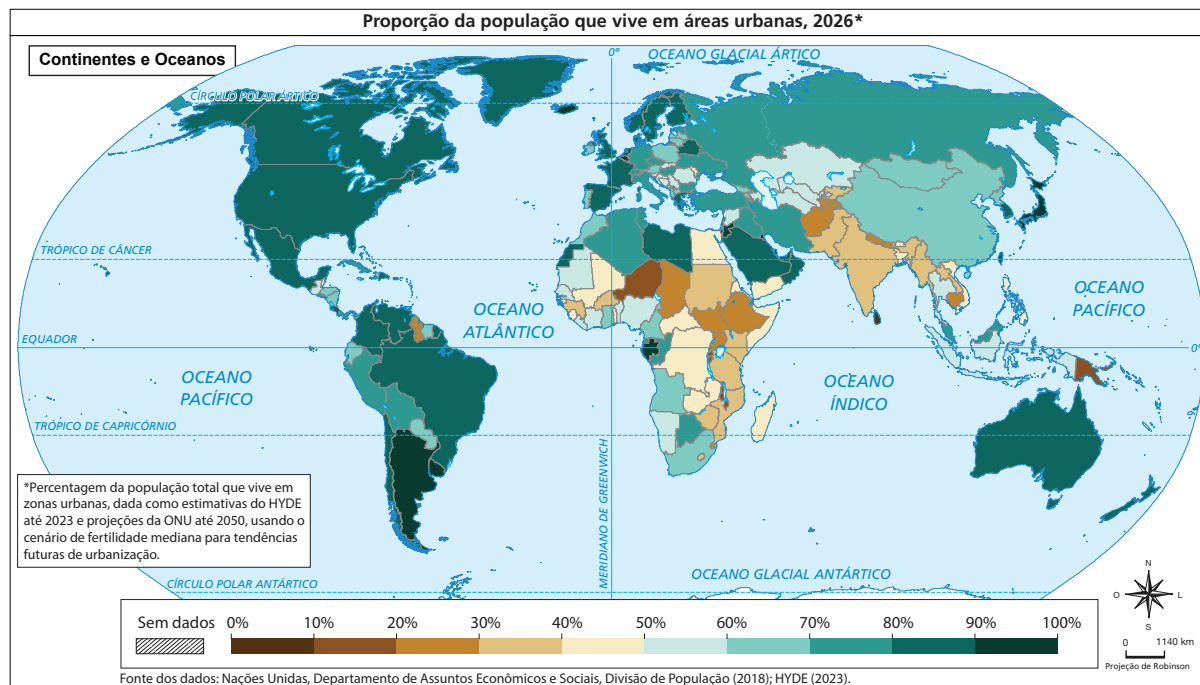 Proporção da população que vive em áreas urbanas, 2026*
Continentes e Oceanos
0°
OCEANO GLACIAL ÁRTICO
CÍRCULO POLAR ÁRTICO
TRÓPICO DE CÂNCER
OCEANO
ATLÂNTICO
OCEANO
PACÍFICO
EQUADOR
0°
OCEANO
PACÍFICO
OCEANO
ÍNDICO
0°
TRÓPICO DE CAPRICÓRNIO
MERIDIANO DE GREENWICH
*Percentagem da população total que vive em
zonas urbanas, dada como estimativas do HYDE
até 2023 e projeções da ONU até 2050, usando o
cenário de fertilidade mediana para tendências
futuras de urbanização.
CÍRCULO POLAR ANTÁRTICO
OCEANO GLACIAL ANTÁRTICO
N
O
L
S
Sem dados
0% 10% 20% 30% 40% 50% 60% 70% 80% 90% 100%
0 1140 km
Projeção de Robinson
Fonte dos dados: Nações Unidas, Departamento de Assuntos Econômicos e Sociais, Divisão de População (2018); HYDE (2023).